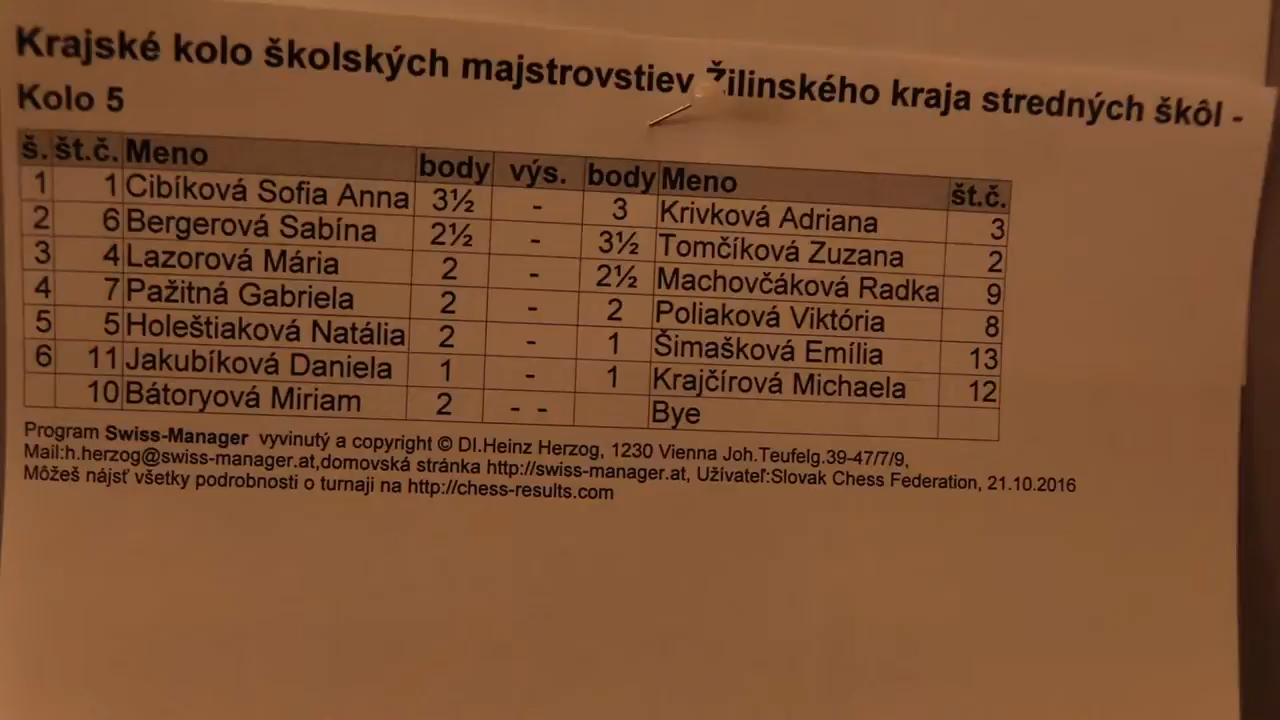 Krajské kolo školských majstrovstiev Žilinského kraja stredných škôl -
Kolo 5
š. št.č. Meno body výs. body Meno št.č.
1 1 Cibíková Sofia Anna 3½ - 3 Krivková Adriana 3
2 6 Bergerová Sabína 2½ - 3½ Tomčíková Zuzana 2
3 4 Lazorová Mária 2 - 2½ Machovčáková Radka 9
4 7 Pažitná Gabriela 2 - 2 Poliaková Viktória 8
5 5 Holeštiaková Natália 2 - 1 Šimašková Emília 13
6 11 Jakubíková Daniela 1 - 1 Krajčírová Michaela 12
10 Bátoryová Miriam 2 - - Bye
Program Swiss-Manager vyvinutý a copyright © DI.Heinz Herzog, 1230 Vienna Joh.Teufelg.39-47/7/9,
Mail:h.herzog@swiss-manager.at,domovská stránka http://swiss-manager.at, Užívateľ:Slovak Chess Federation, 21.10.2016
Môžeš nájsť všetky podrobnosti o turnaji na http://chess-results.com